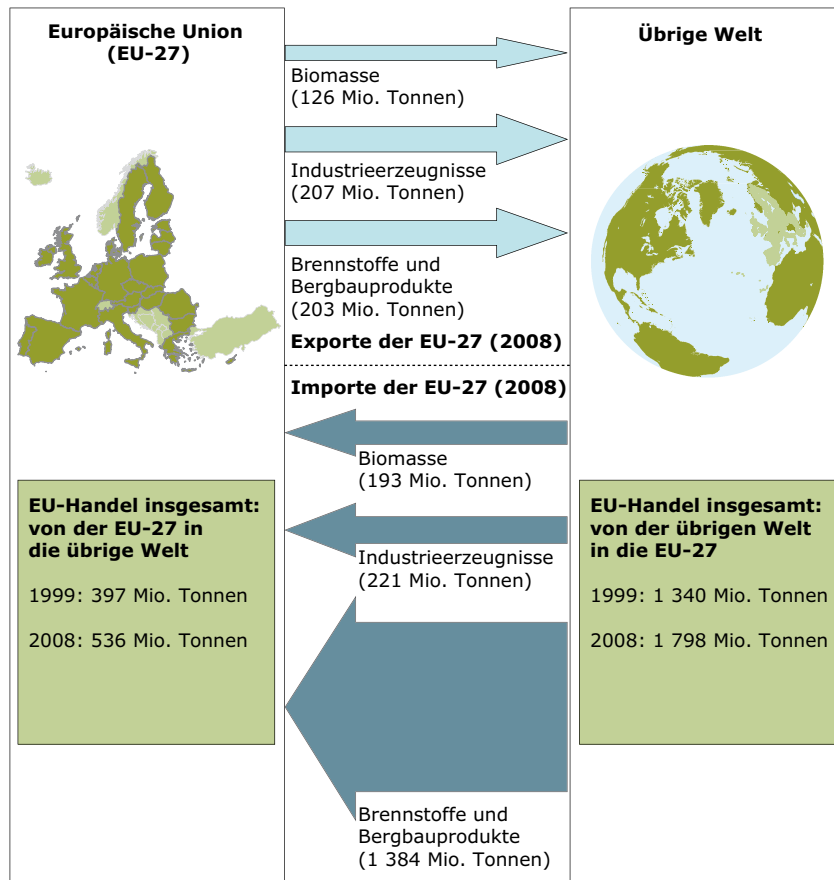 Europäische Union
(EU-27)
Übrige Welt
Biomasse
(126 Mio. Tonnen)
Industrieerzeugnisse
(207 Mio. Tonnen)
Brennstoffe und
Bergbauprodukte
(203 Mio. Tonnen)
Exporte der EU-27 (2008)
Importe der EU-27 (2008)
Biomasse
(193 Mio. Tonnen)
Industrieerzeugnisse
(221 Mio. Tonnen)
Brennstoffe und
Bergbauprodukte
(1 384 Mio. Tonnen)
EU-Handel insgesamt:
von der EU-27 in
die übrige Welt
1999: 397 Mio. Tonnen
2008: 536 Mio. Tonnen
EU-Handel insgesamt:
von der übrigen Welt
in die EU-27
1999: 1 340 Mio. Tonnen
2008: 1 798 Mio. Tonnen